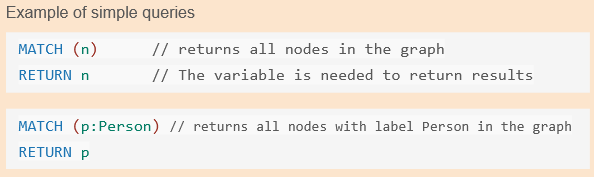 Example of simple queries
MATCH (n)      // returns all nodes in the graph
RETURN n       // The variable is needed to return results
MATCH (p:Person) // returns all nodes with label Person in the graph
RETURN p